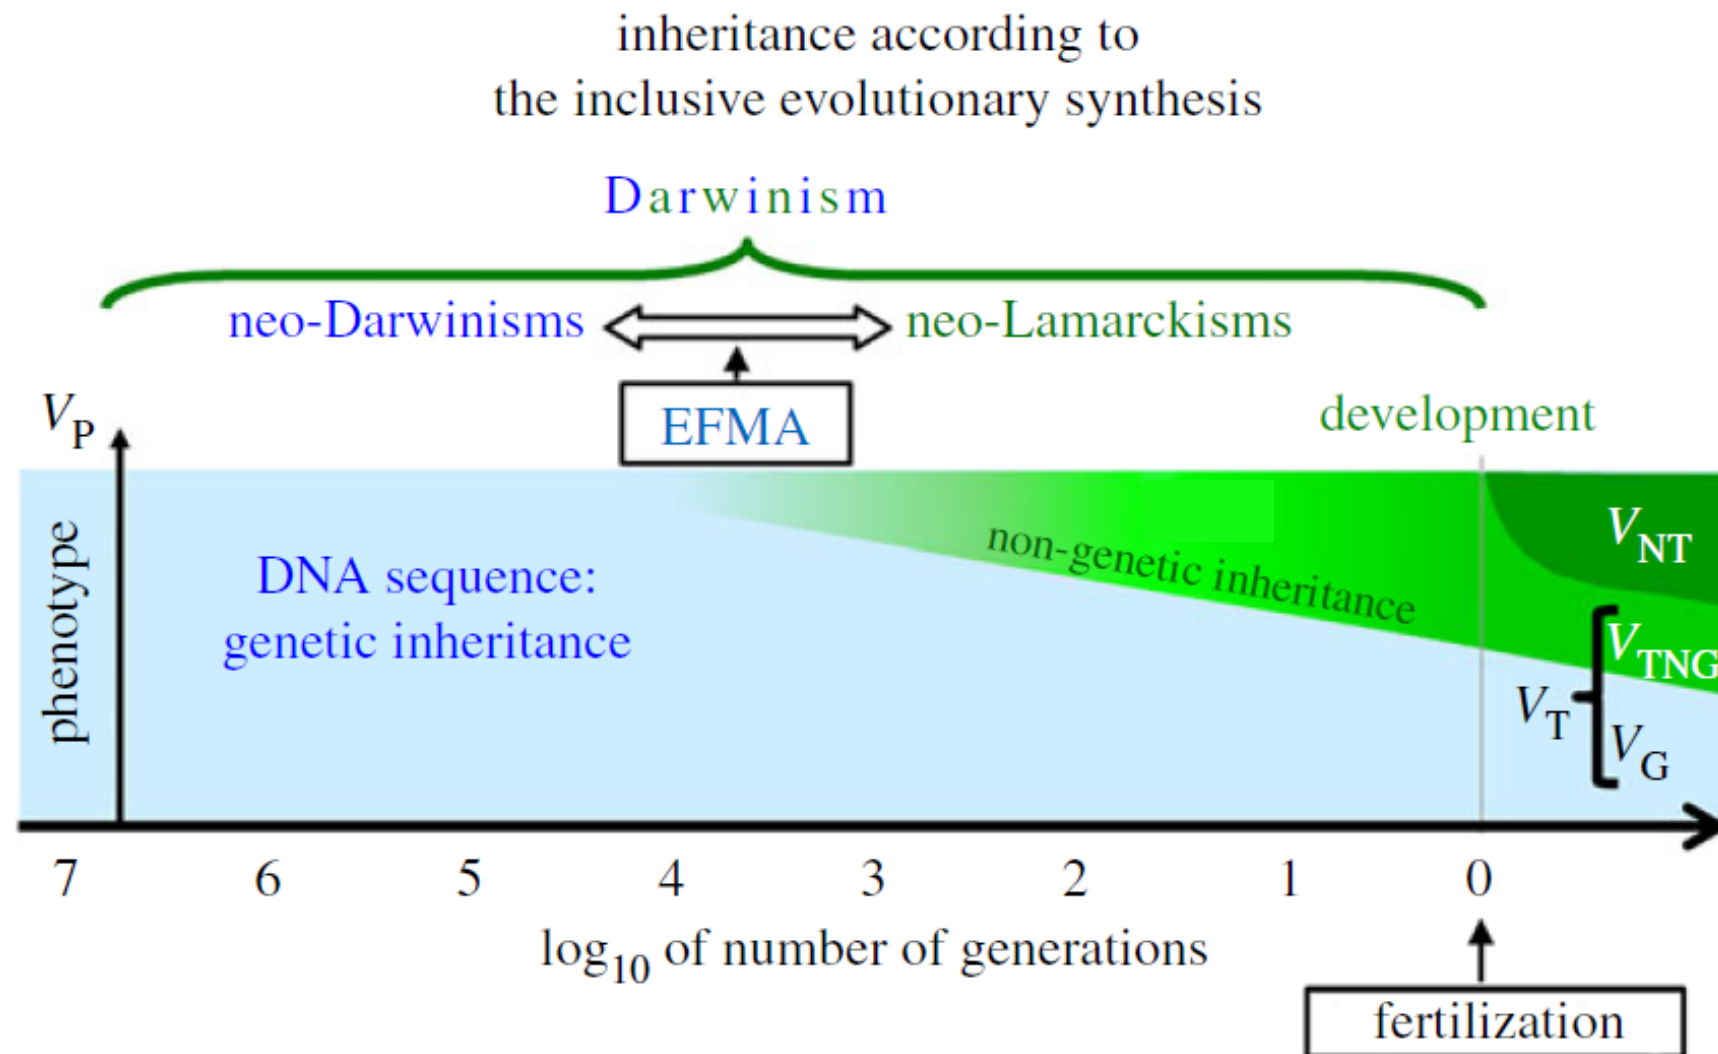 inheritance according to
the inclusive evolutionary synthesis
Darwinism
neo-Darwinisms
neo-Lamarckisms
EFMA
V_P
development
phenotype
DNA sequence:
genetic inheritance
non-genetic inheritance
V_NT
V_TNG
V_T
V_G
7 6 5 4 3 2 1 0
log_10 of number of generations
fertilization